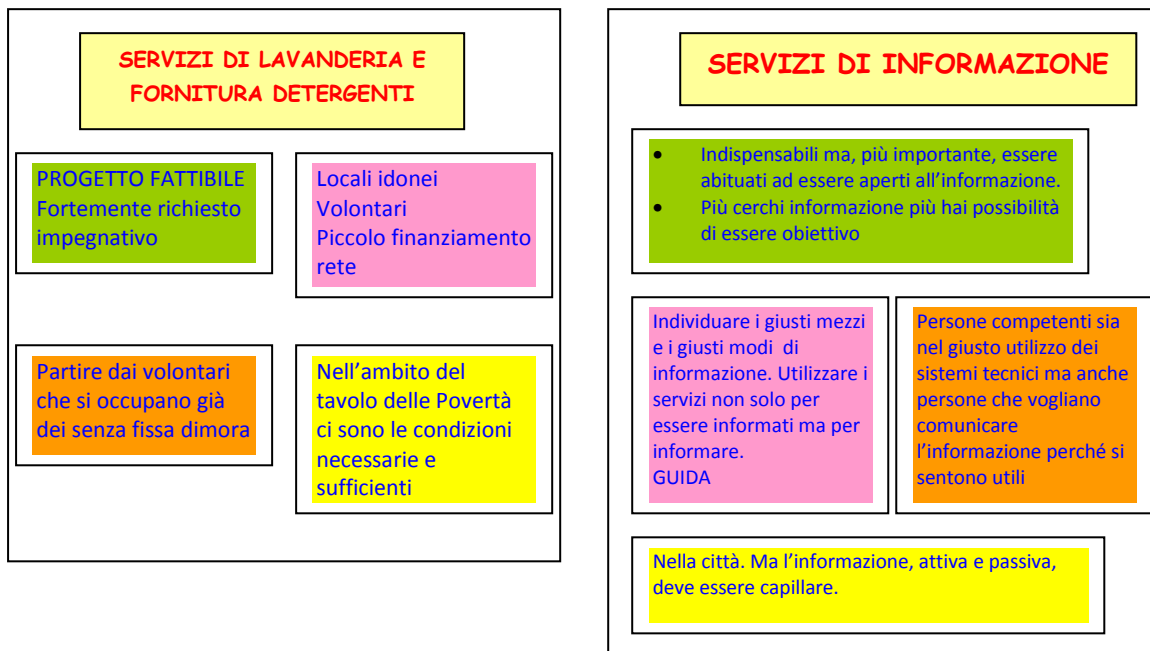 SERVIZI DI LAVANDERIA E
FORNITURA DETERGENTI
PROGETTO FATTIBILE
Fortemente richiesto
impegnativo
Locali idonei
Volontari
Piccolo finanziamento
rete
Partire dai volontari
che si occupano già
dei senza fissa dimora
Nell’ambito del
tavolo delle Povertà
ci sono le condizioni
necessarie e
sufficienti
SERVIZI DI INFORMAZIONE
• Indispensabili ma, più importante, essere
abituati ad essere aperti all’informazione.
• Più cerchi informazione più hai possibilità
di essere obiettivo
Individuare i giusti mezzi
e i giusti modi di
informazione. Utilizzare i
servizi non solo per
essere informati ma per
informare.
GUIDA
Persone competenti sia
nel giusto utilizzo dei
sistemi tecnici ma anche
persone che vogliano
comunicare
l’informazione perché si
sentono utili
Nella città. Ma l’informazione, attiva e passiva,
deve essere capillare.